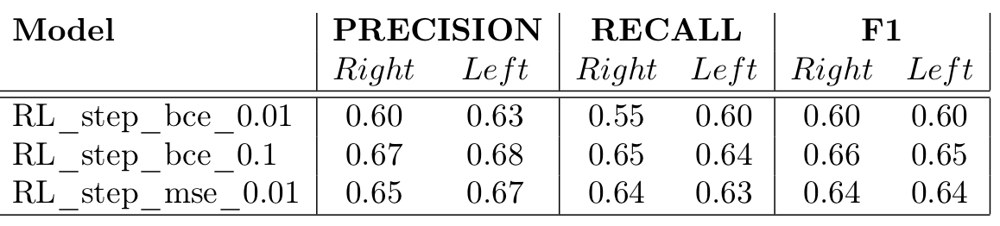 Model PRECISION RECALL F1
Right Left Right Left Right Left
RL_step_bce_0.01 0.60 0.63 0.55 0.60 0.60 0.60
RL_step_bce_0.1 0.67 0.68 0.65 0.64 0.66 0.65
RL_step_mse_0.01 0.65 0.67 0.64 0.63 0.64 0.64